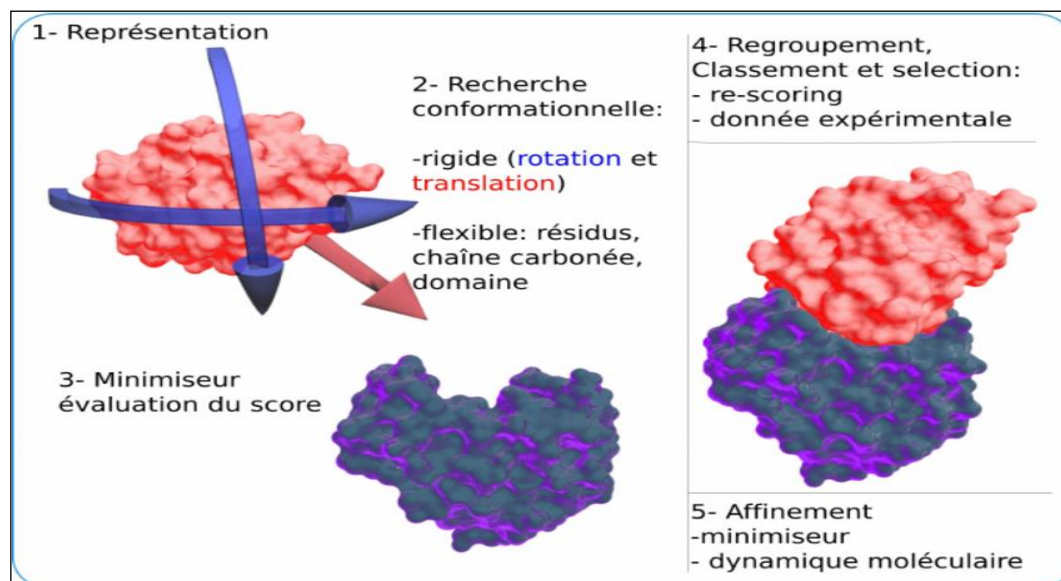 1- Représentation
2- Recherche
conformationnelle:
-rigide (rotation et
translation)
-flexible: résidus,
chaîne carbonée,
domaine
3- Minimiseur
évaluation du score
4- Regroupement,
Classement et selection:
- re-scoring
- donnée expérimentale
5- Affinement
-minimiseur
- dynamique moléculaire